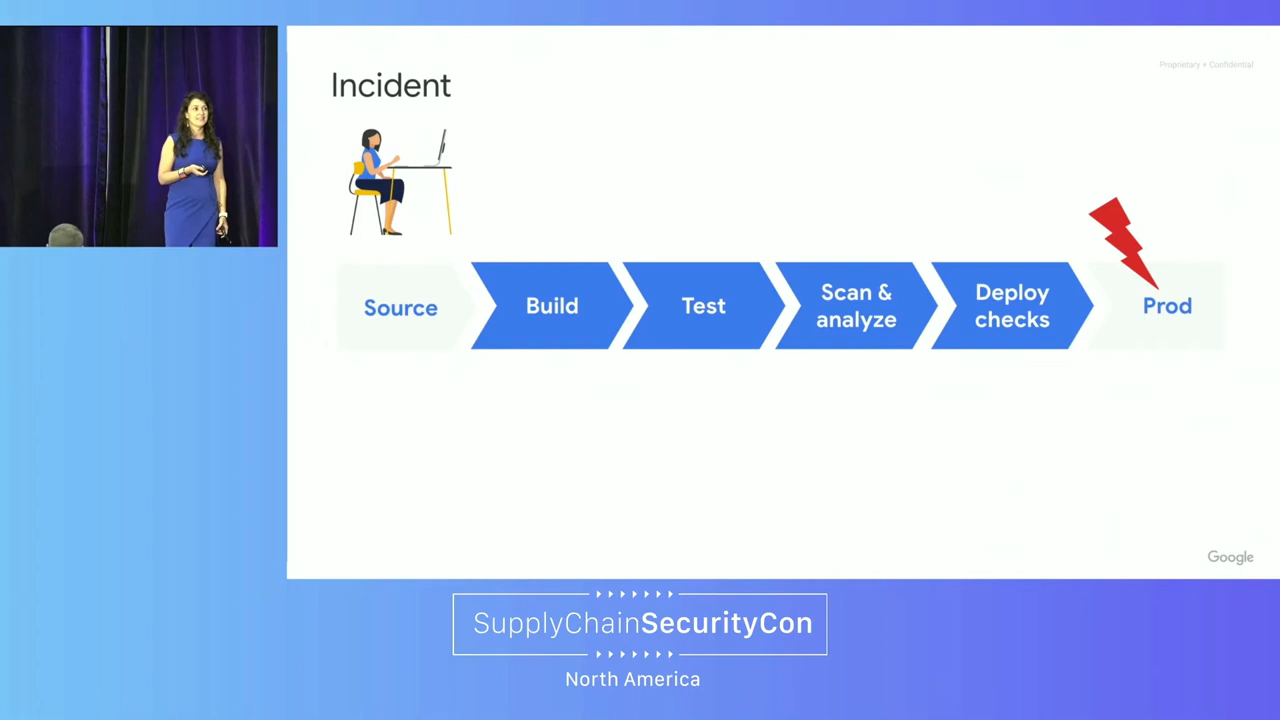 Proprietary + Confidential
Incident
Source
Build
Test
Scan &
analyze
Deploy
checks
Prod
Google
SupplyChainSecurityCon
North America